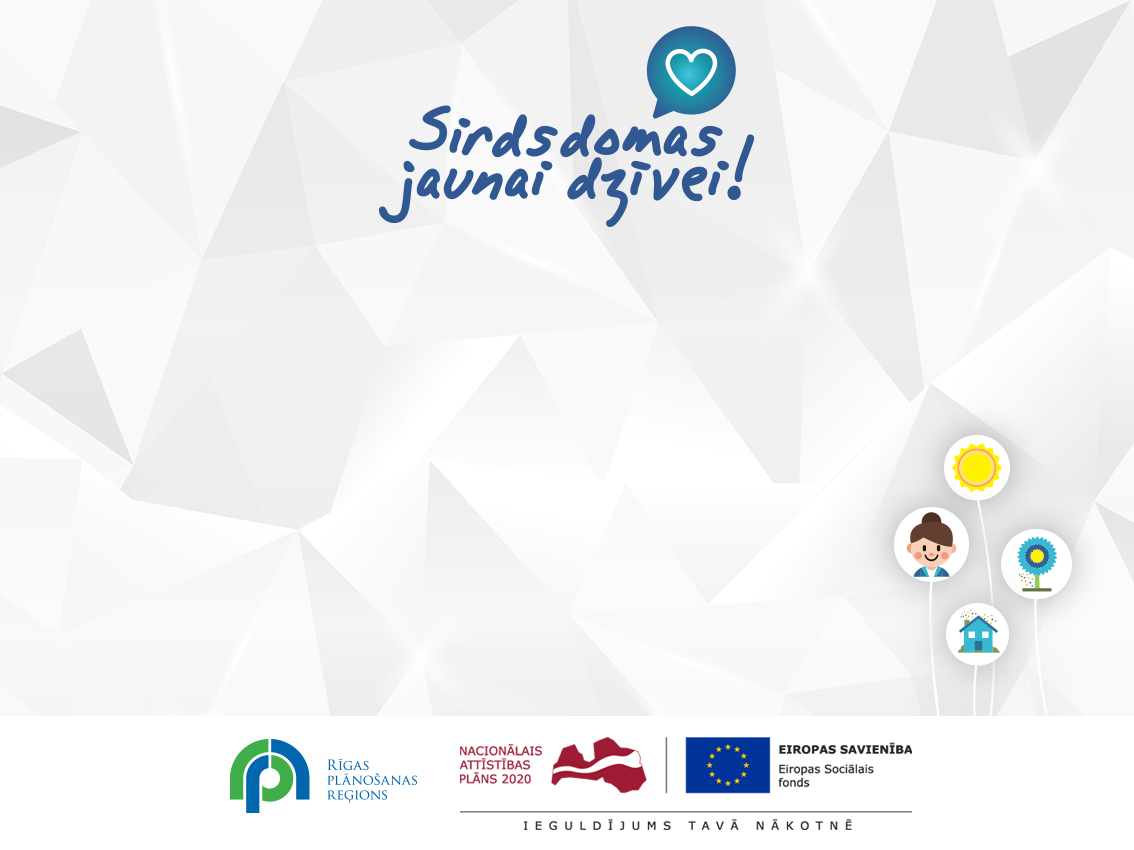 Sirdsdomas
jaunai dzīvei!
RĪGAS
PLĀNOŠANAS
REĢIONS
NACIONĀLAIS
ATTĪSTĪBAS
PLĀNS 2020
EIROPAS SAVIENĪBA
Eiropas Sociālais
fonds
IEGULDĪJUMS TAVĀ NĀKOTNĒ